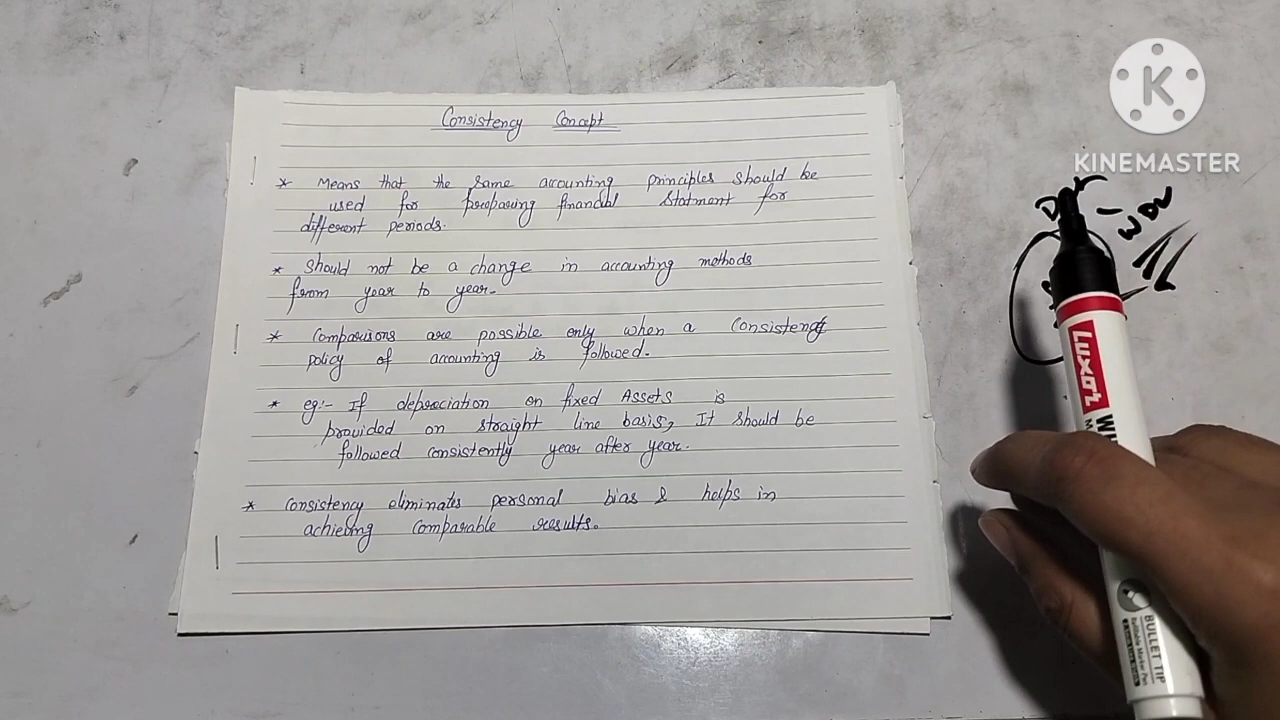 Consistency Concept
* Means that the same accounting principles should be
used for preparing financial statment for
different periods.
* should not be a change in accounting methods
from year to year.
* Comparisions are possible only when a Consistent
policy of accounting is followed.
* eg:- If depreciation on fixed Assets is
provided on straight line basis, It should be
followed consistently year after year.
* Consistency eliminates personal bias & helps in
achieving comparable results.
KINEMASTER
WDV
LUXOR
BULLET TIP